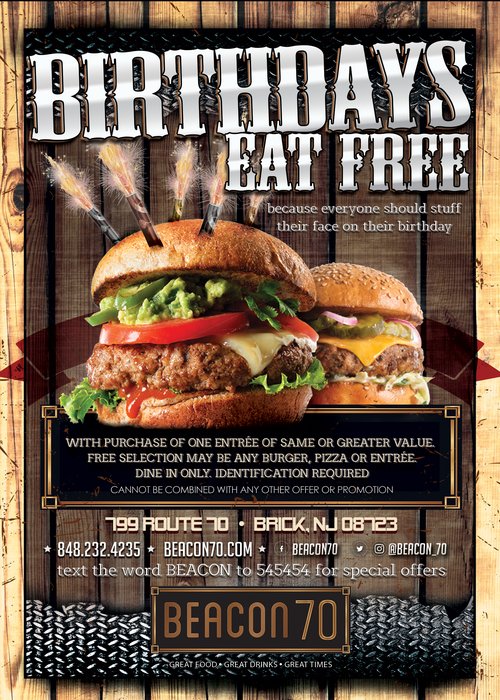 BIRTHDAYS
EAT FREE
because everyone should stuff
their face on their birthday
WITH PURCHASE OF ONE ENTRÉE OF SAME OR GREATER VALUE.
FREE SELECTION MAY BE ANY BURGER, PIZZA OR ENTRÉE.
DINE IN ONLY. IDENTIFICATION REQUIRED
CANNOT BE COMBINED WITH ANY OTHER OFFER OR PROMOTION
799 ROUTE 70 • BRICK, NJ 08723
★ 848.232.4235 ★ BEACON70.COM ★ f BEACON70 @BEACON_70
text the word BEACON to 545454 for special offers
BEACON 70
GREAT FOOD • GREAT DRINKS • GREAT TIMES